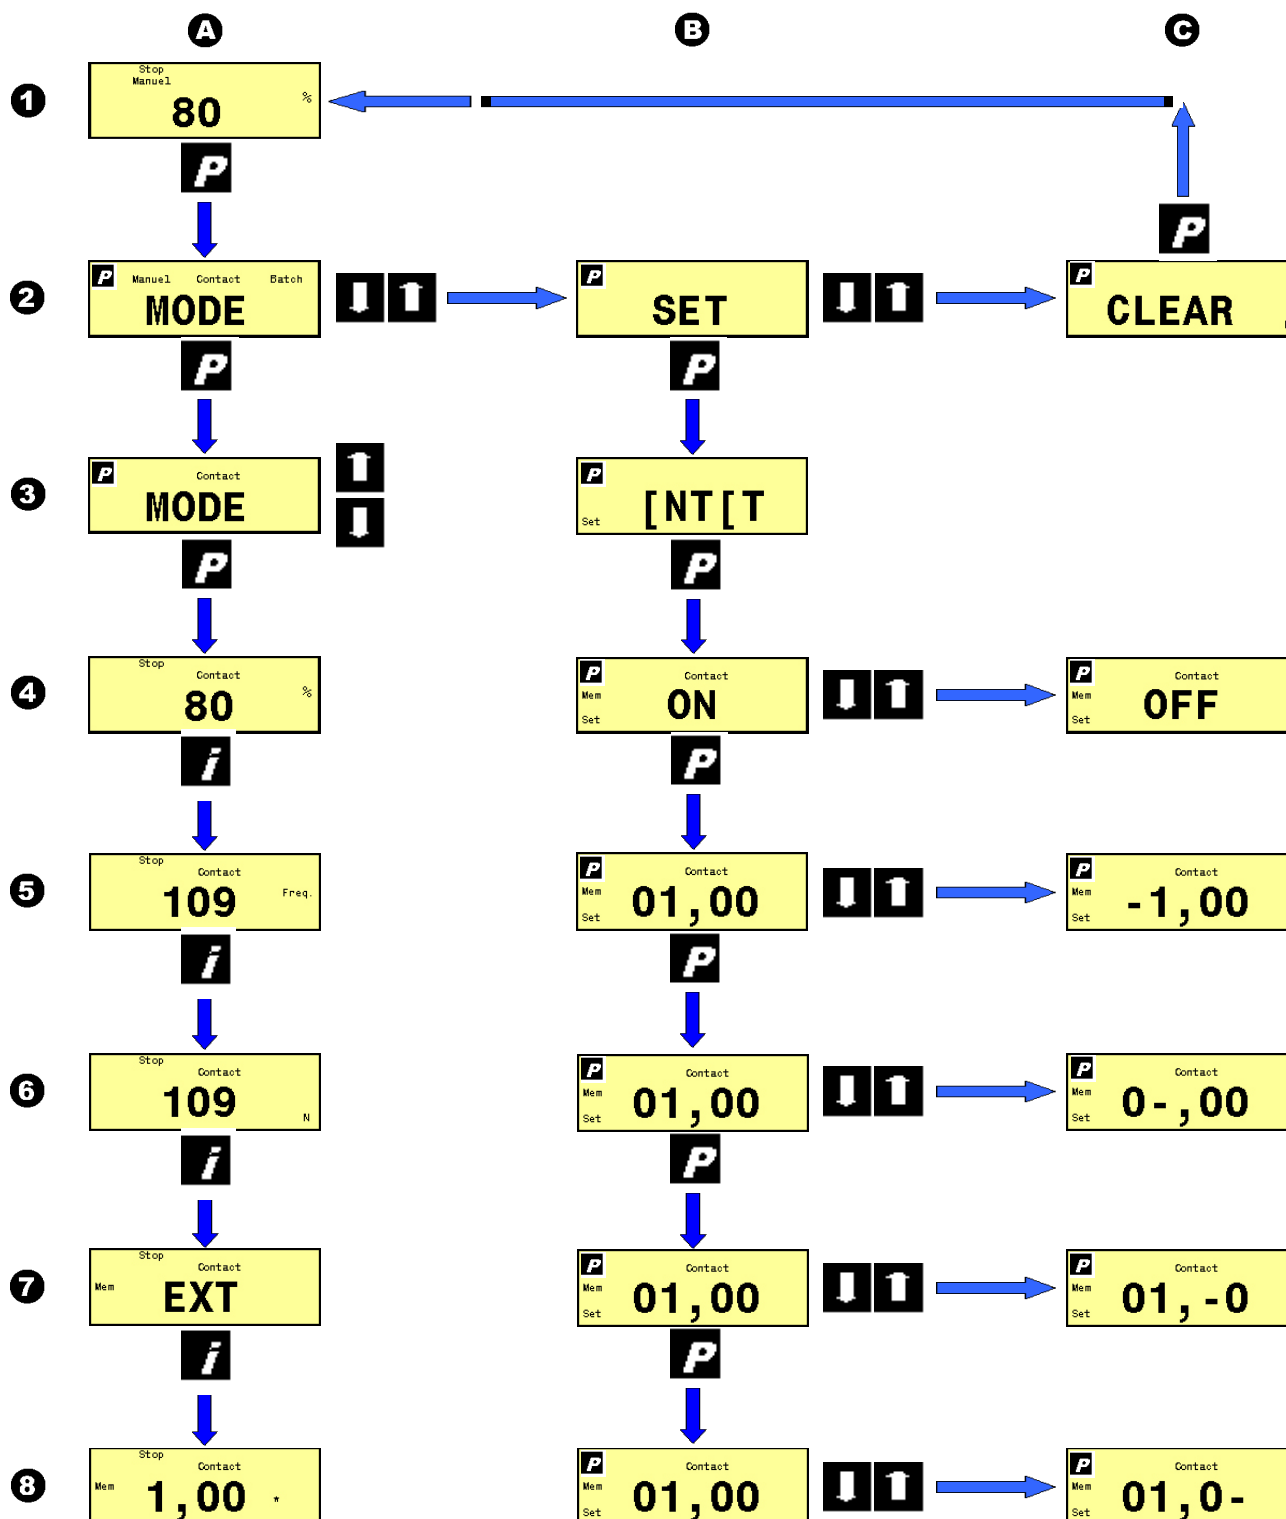 A B C
1
Stop
Manuel
80 %
P
P
2
P Manuel Contact Batch
MODE
P
SET
P
CLEAR
P
P
3
P Contact
MODE
P
Set [NT[T
P
P
4
Stop
Contact
80 %
P Contact
Mem ON
Set
P Contact
Mem OFF
Set
i
P
5
Stop
Contact
109 Freq.
P Contact
Mem 01,00
Set
P Contact
Mem -1,00
Set
i
P
6
Stop
Contact
109 N
P Contact
Mem 01,00
Set
P Contact
Mem 0-,00
Set
i
P
7
Stop
Contact
Mem EXT
P Contact
Mem 01,00
Set
P Contact
Mem 01,-0
Set
i
P
8
Stop
Contact
Mem 1,00 *
P Contact
Mem 01,00
Set
P Contact
Mem 01,0-
Set